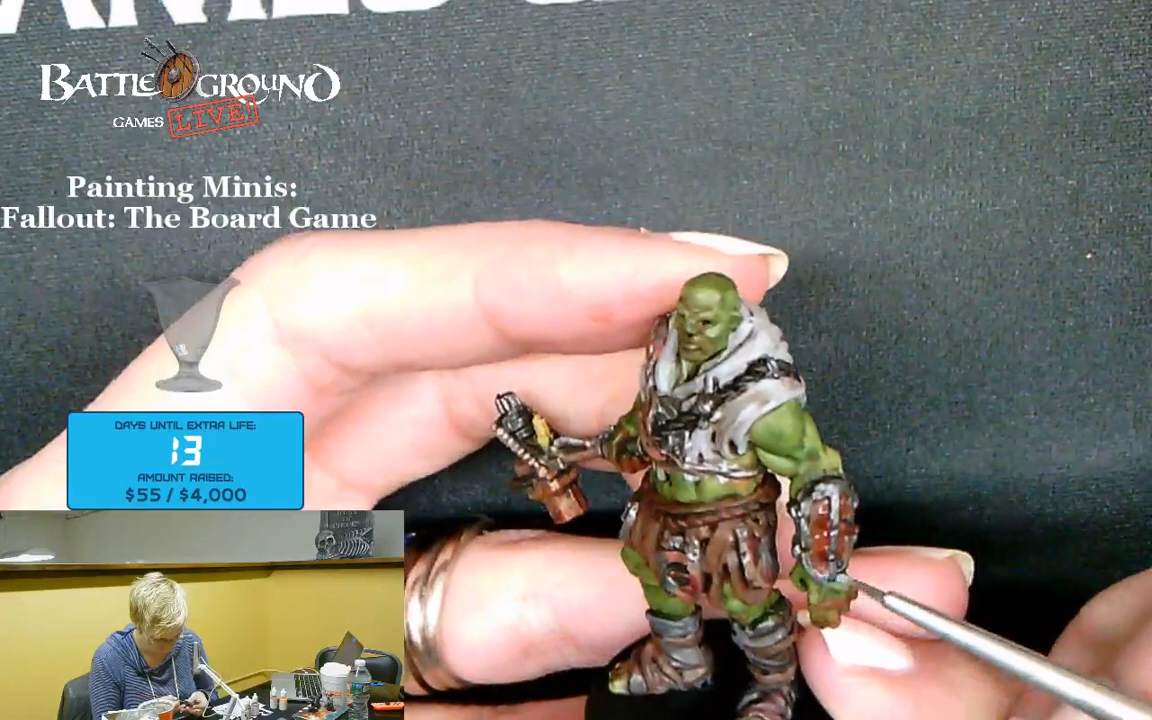 BATTLEGROUND
GAMES LIVE!
Painting Minis:
Fallout: The Board Game
DAYS UNTIL EXTRA LIFE:
13
AMOUNT RAISED:
$55 / $4,000